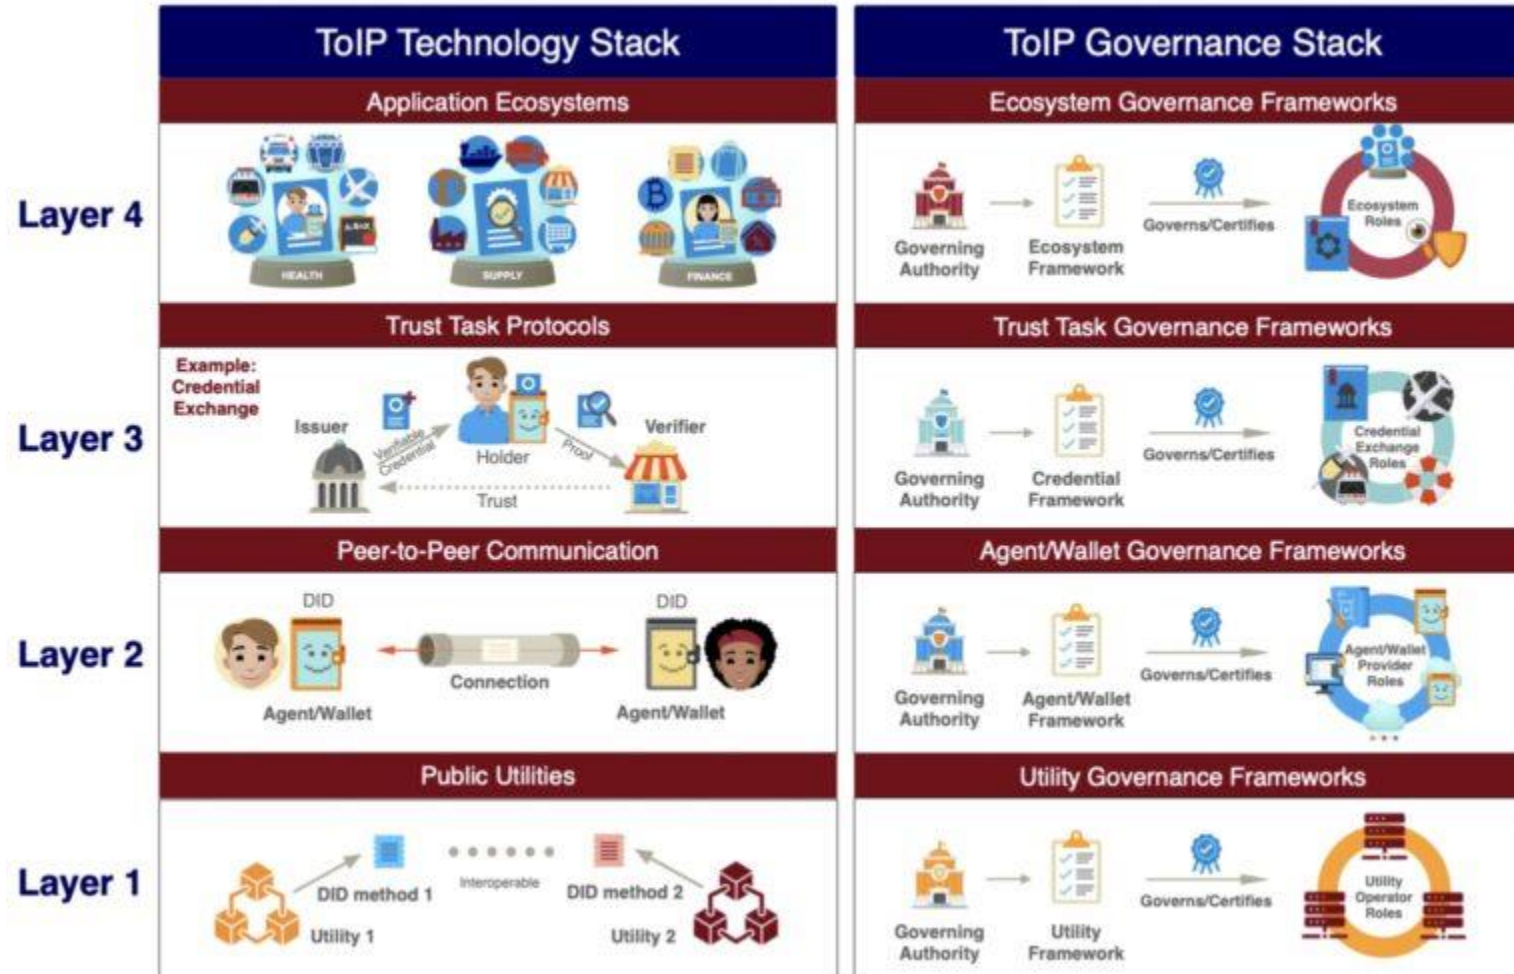 ToIP Technology Stack
ToIP Governance Stack
Layer 4
Application Ecosystems
HEALTH
SUPPLY
FINANCE
Ecosystem Governance Frameworks
Governing
Authority
Ecosystem
Framework
Governs/Certifies
Ecosystem
Roles
Layer 3
Trust Task Protocols
Example:
Credential
Exchange
Issuer
Verifiable
Credential
Holder
Proof
Verifier
Trust
Trust Task Governance Frameworks
Governing
Authority
Credential
Framework
Governs/Certifies
Credential
Exchange
Roles
Layer 2
Peer-to-Peer Communication
DID
Agent/Wallet
Connection
DID
Agent/Wallet
Agent/Wallet Governance Frameworks
Governing
Authority
Agent/Wallet
Framework
Governs/Certifies
Agent/Wallet
Provider
Roles
Layer 1
Public Utilities
DID method 1
Interoperable
DID method 2
Utility 1
Utility 2
Utility Governance Frameworks
Governing
Authority
Utility
Framework
Governs/Certifies
Utility
Operator
Roles